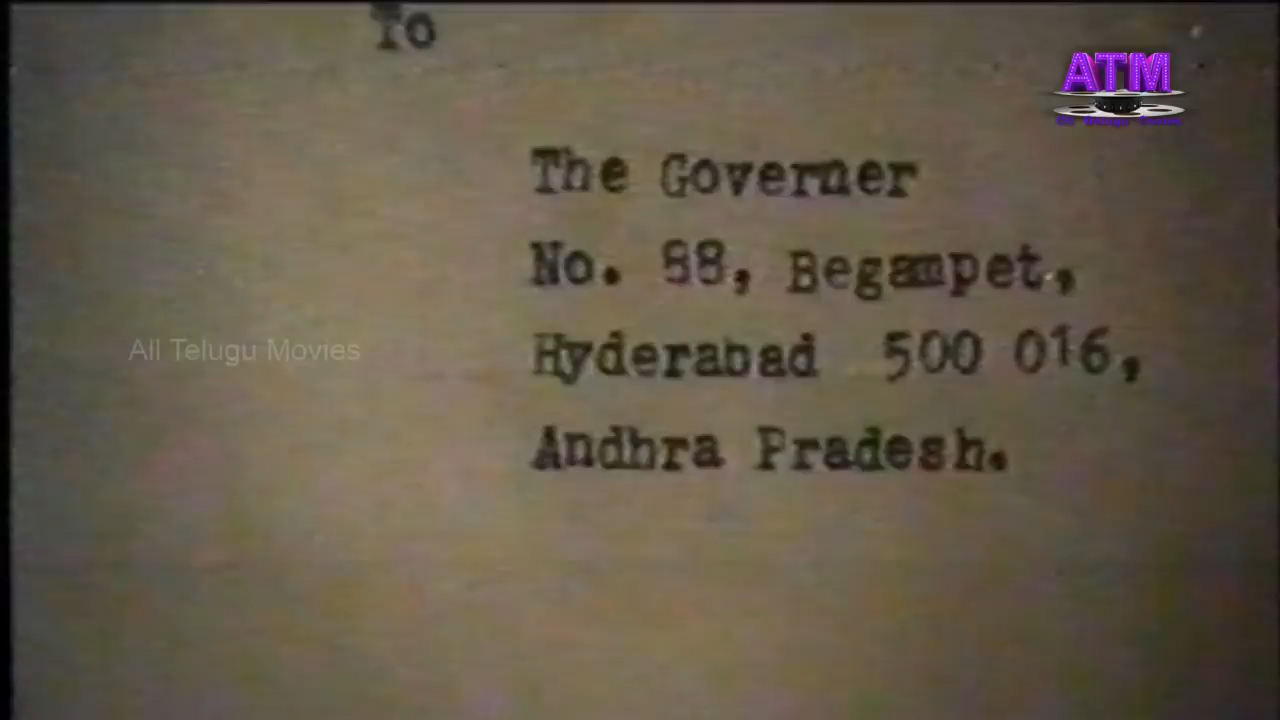 To
ATM
The Governer
No. 88, Begampet,
All Telugu Movies
Hyderabad 500 016,
Andhra Pradesh.